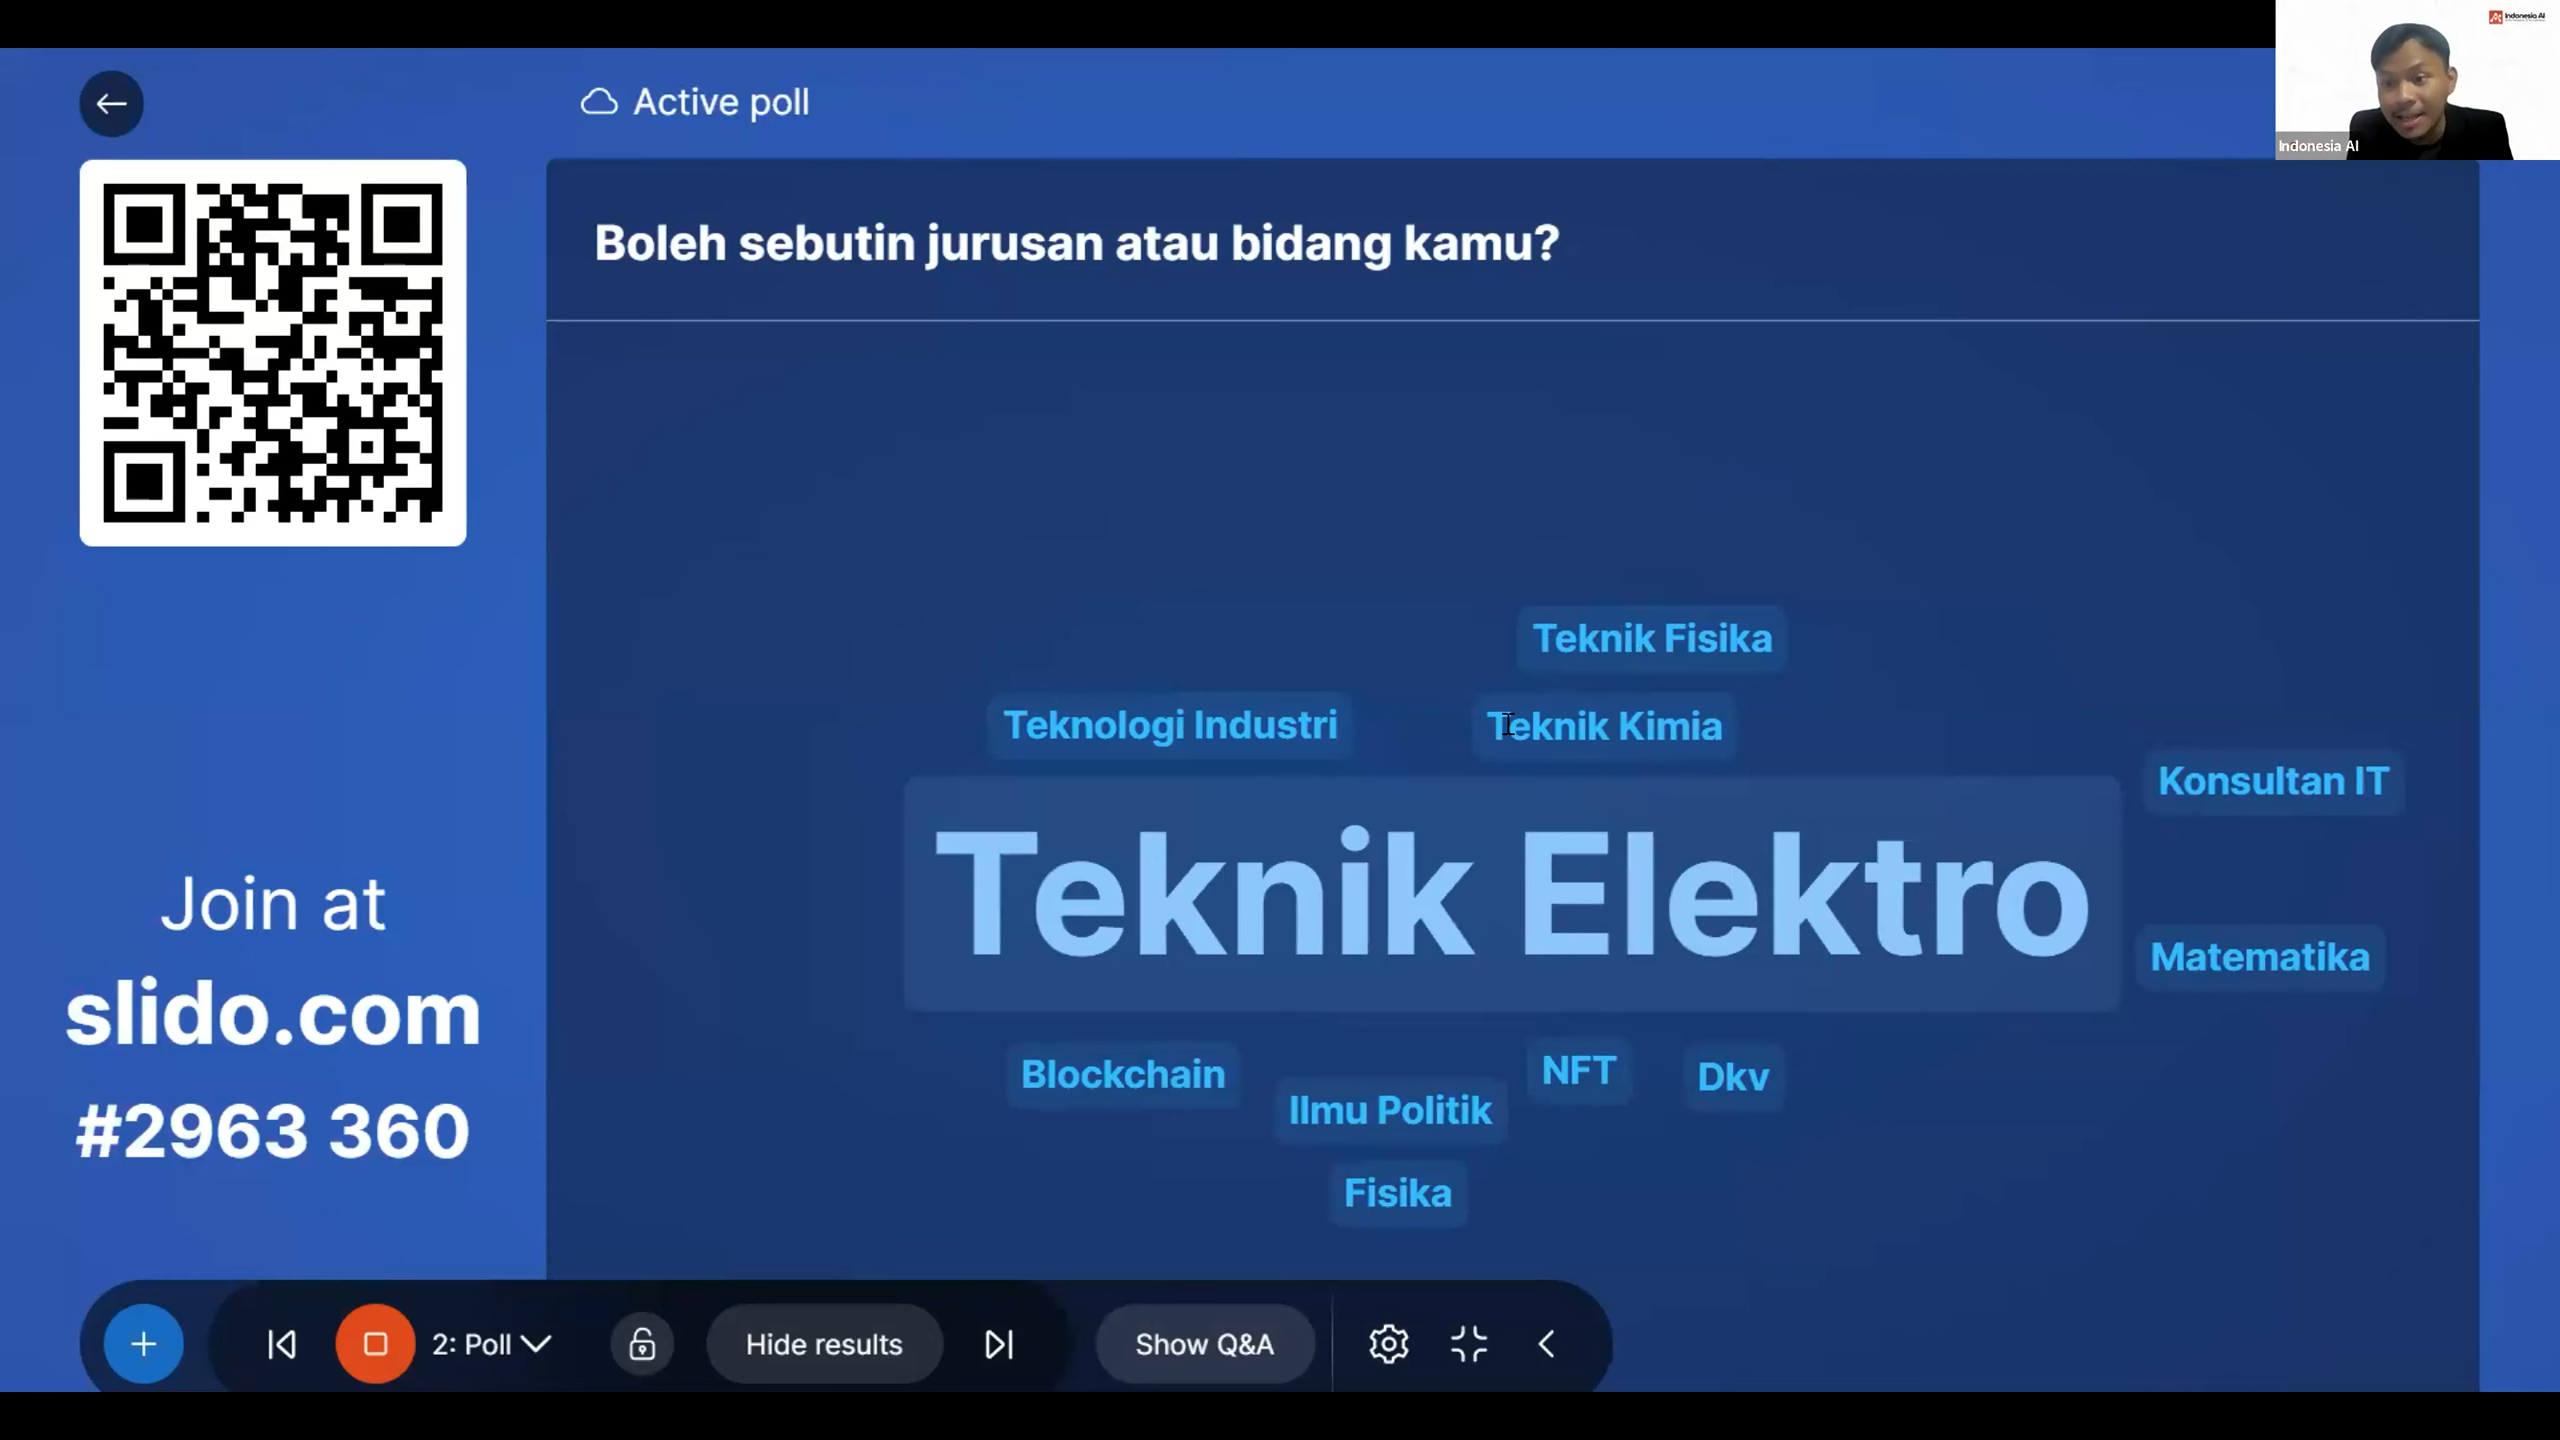 Indonesia AI
Indonesia AI
Active poll
Boleh sebutin jurusan atau bidang kamu?
Teknik Fisika
Teknologi Industri
Teknik Kimia
Konsultan IT
Teknik Elektro
Matematika
Blockchain
NFT
Dkv
Ilmu Politik
Fisika
Join at
slido.com
#2963 360
2: Poll
Hide results
Show Q&A